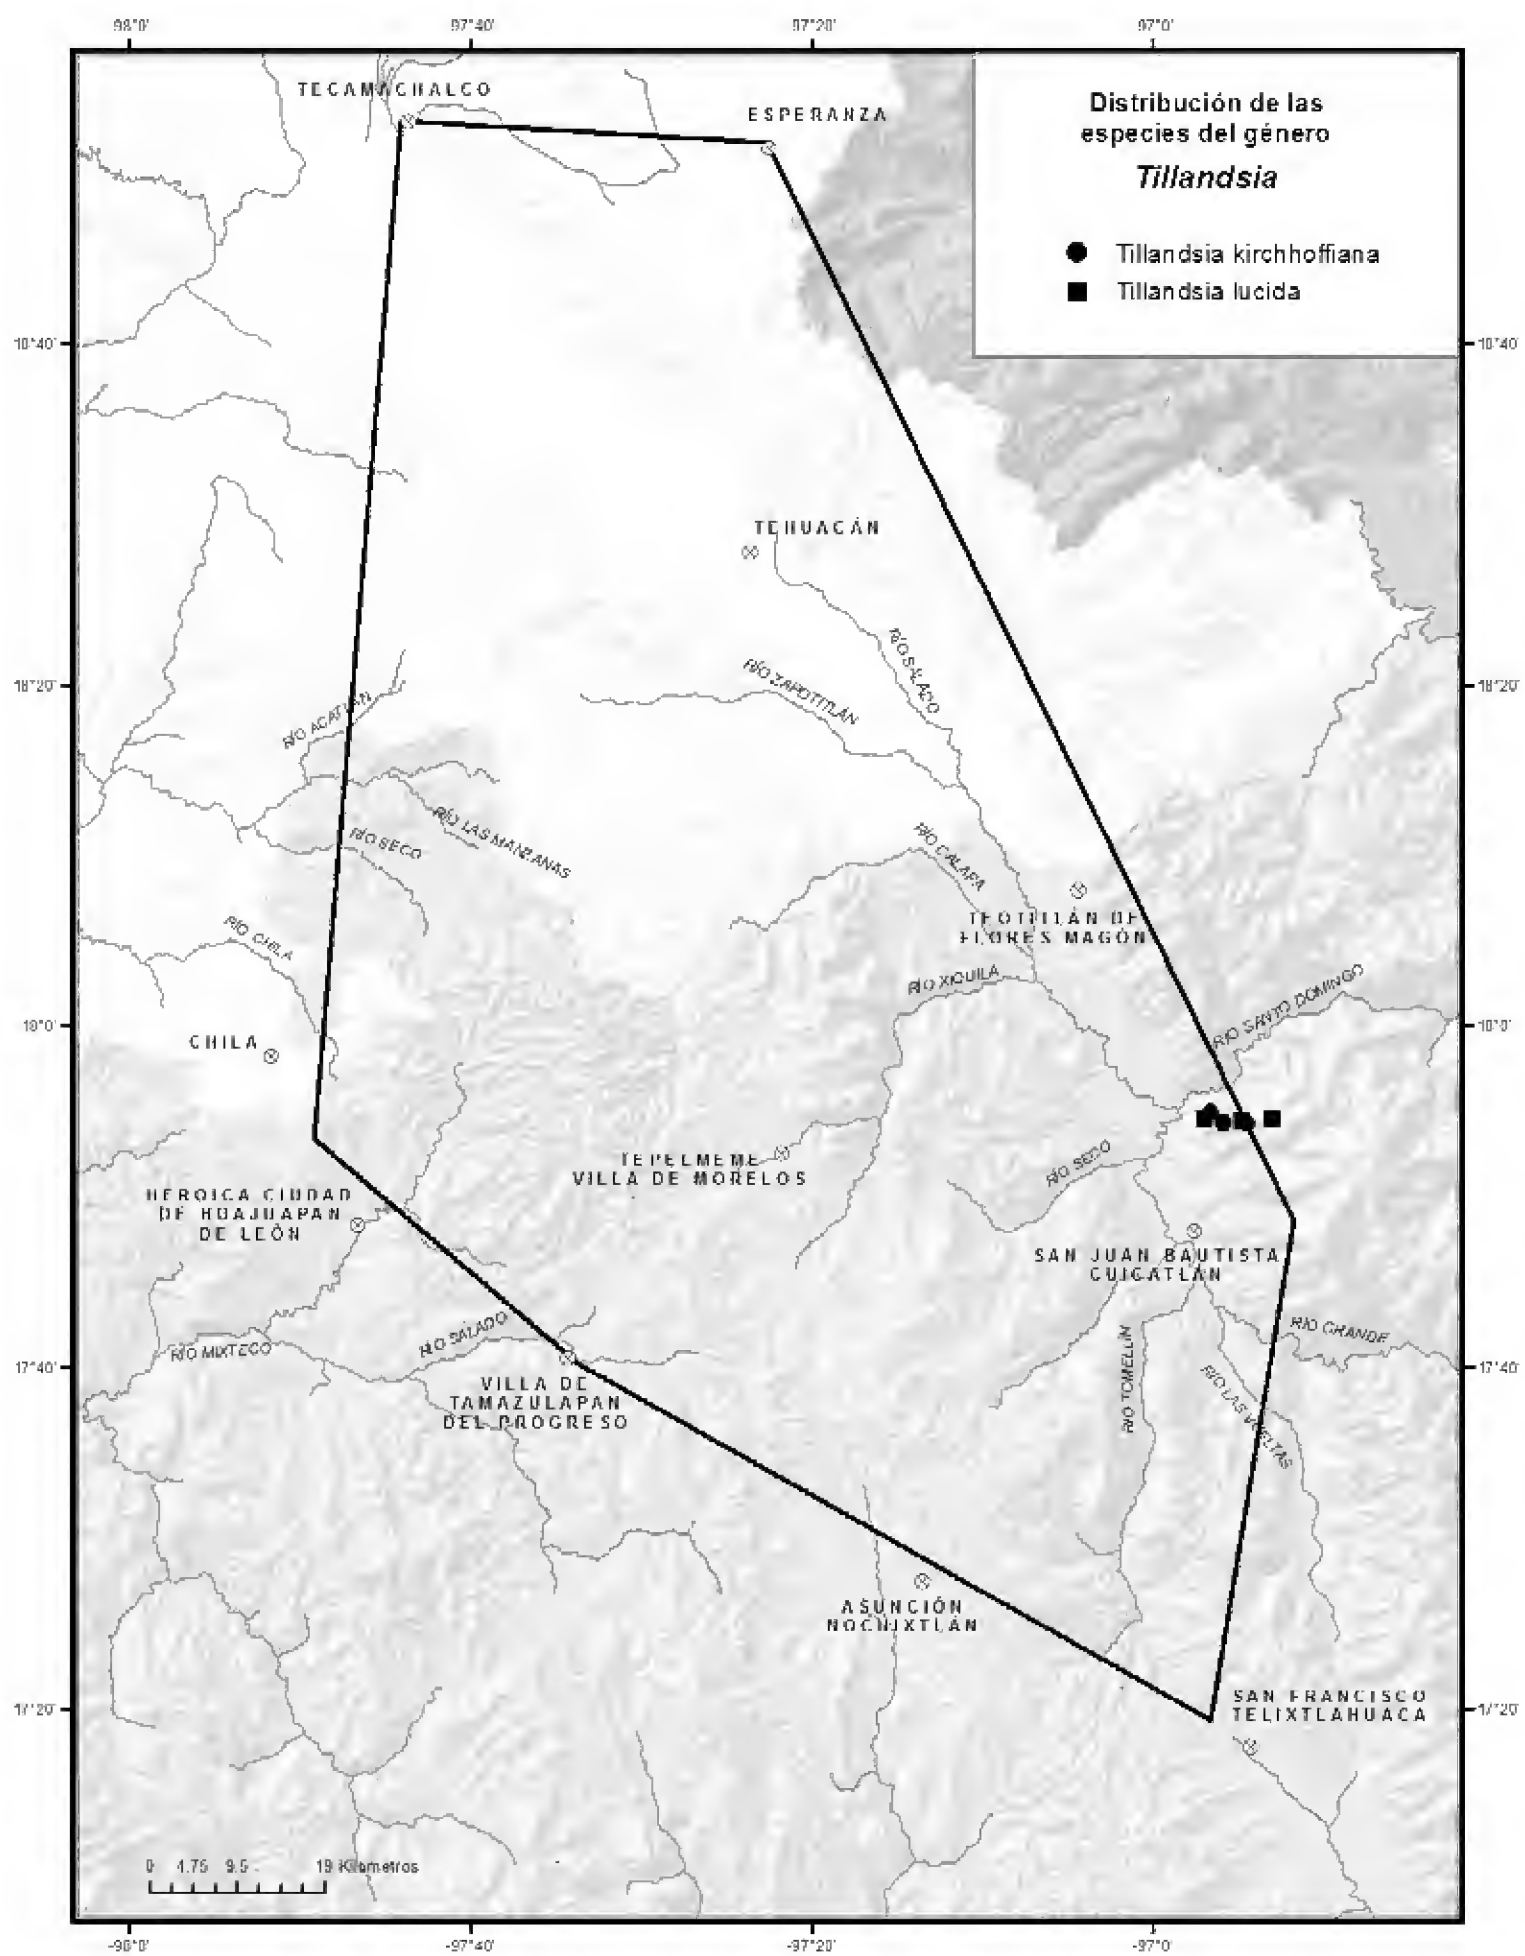 98°0'
97°40'
97°20'
97°0'
Distribución de las
especies del género
Tillandsia
Tillandsia kirchhoffiana
Tillandsia lucida
TECAMACHALCO
ESPERANZA
18°40'
18°40'
TEHUACÁN
RÍO SALADO
18°20'
18°20'
RÍO ZAPOTITLÁN
RÍO ACATLÁN
RÍO LAS MANZANAS
RÍO SECO
RÍO CALAPA
TEOTITLÁN DE
FLORES MAGÓN
RÍO CHILA
RÍO XIQUILA
RÍO SANTO DOMINGO
18°0'
18°0'
CHILA
TEPELMEME
VILLA DE MORELOS
RÍO SECO
HEROICA CIUDAD
DE HUAJUAPAN
DE LEÓN
SAN JUAN BAUTISTA
CUICATLÁN
RÍO SALADO
RÍO MIXTECO
RÍO GRANDE
17°40'
17°40'
VILLA DE
TAMAZULAPAN
DEL PROGRESO
RÍO TOMELLÍN
RÍO LAS VUELTAS
ASUNCIÓN
NOCHIXTLÁN
SAN FRANCISCO
TELIXTLAHUACA
17°20'
17°20'
0 4.75 9.5 19 Kilómetros
-98°0'
-97°40'
-97°20'
-97°0'